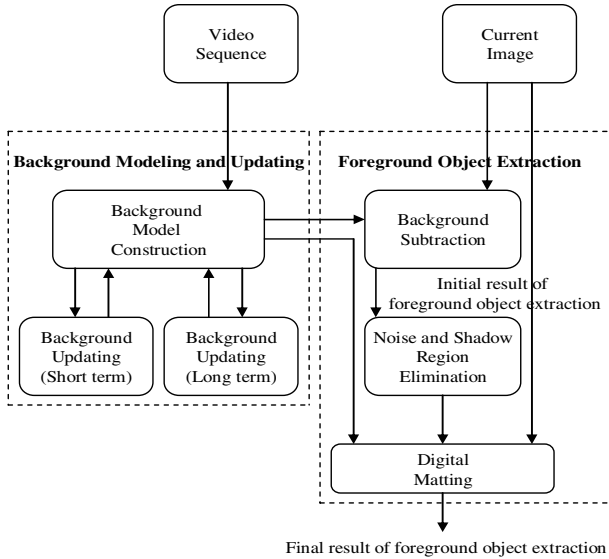 Video
Sequence
Current
Image
Background Modeling and Updating
Foreground Object Extraction
Background
Model
Construction
Background
Subtraction
Initial result of
foreground object extraction
Background
Updating
(Short term)
Background
Updating
(Long term)
Noise and Shadow
Region
Elimination
Digital
Matting
Final result of foreground object extraction